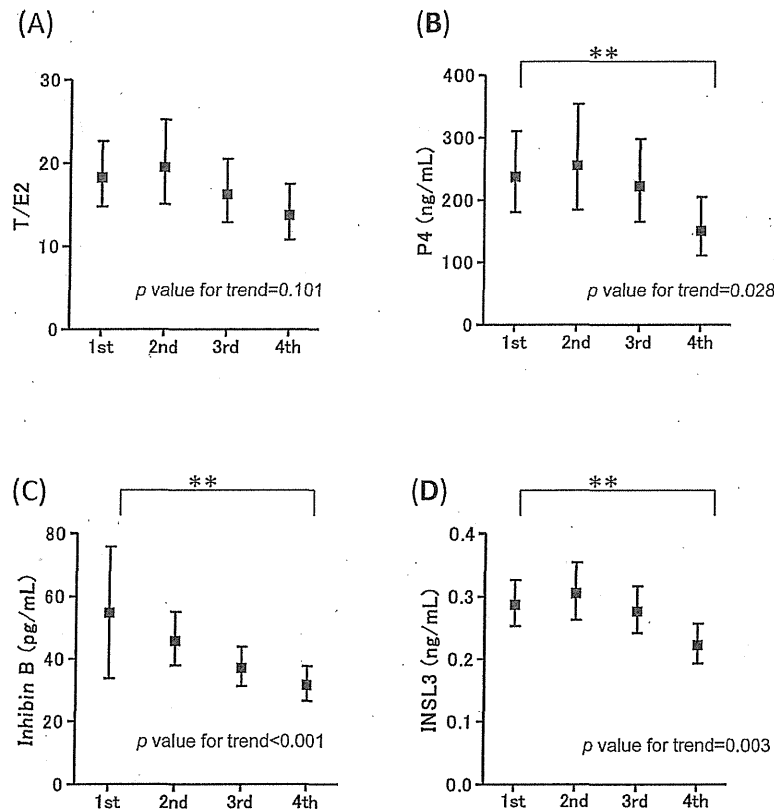 (A)
30
20
10
0
T/E2
p value for trend=0.101
1st 2nd 3rd 4th
(B)
**
400
300
200
100
0
P4 (ng/mL)
p value for trend=0.028
1st 2nd 3rd 4th
(C)
**
80
60
40
20
0
Inhibin B (pg/mL)
p value for trend<0.001
1st 2nd 3rd 4th
(D)
**
0.4
0.3
0.2
0.1
0.0
INSL3 (ng/mL)
p value for trend=0.003
1st 2nd 3rd 4th